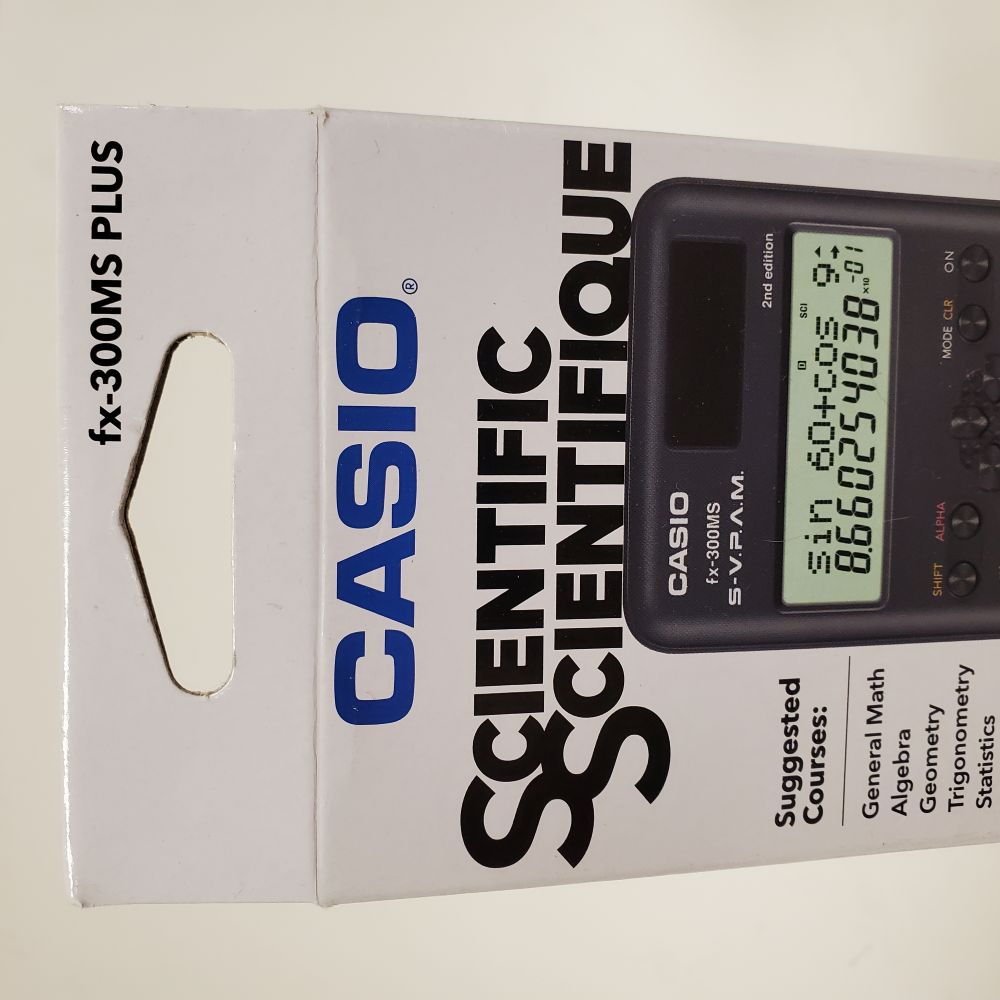 fx-300MS PLUS
CASIO®
SCIENTIFIC
SCIENTIFIQUE
CASIO
fx-300MS
S-V.P.A.M.
2nd edition
D SCI
sin 60+cos 9
8.660254038 ×10 -01
SHIFT ALPHA MODE CLR ON
Suggested
Courses:
General Math
Algebra
Geometry
Trigonometry
Statistics